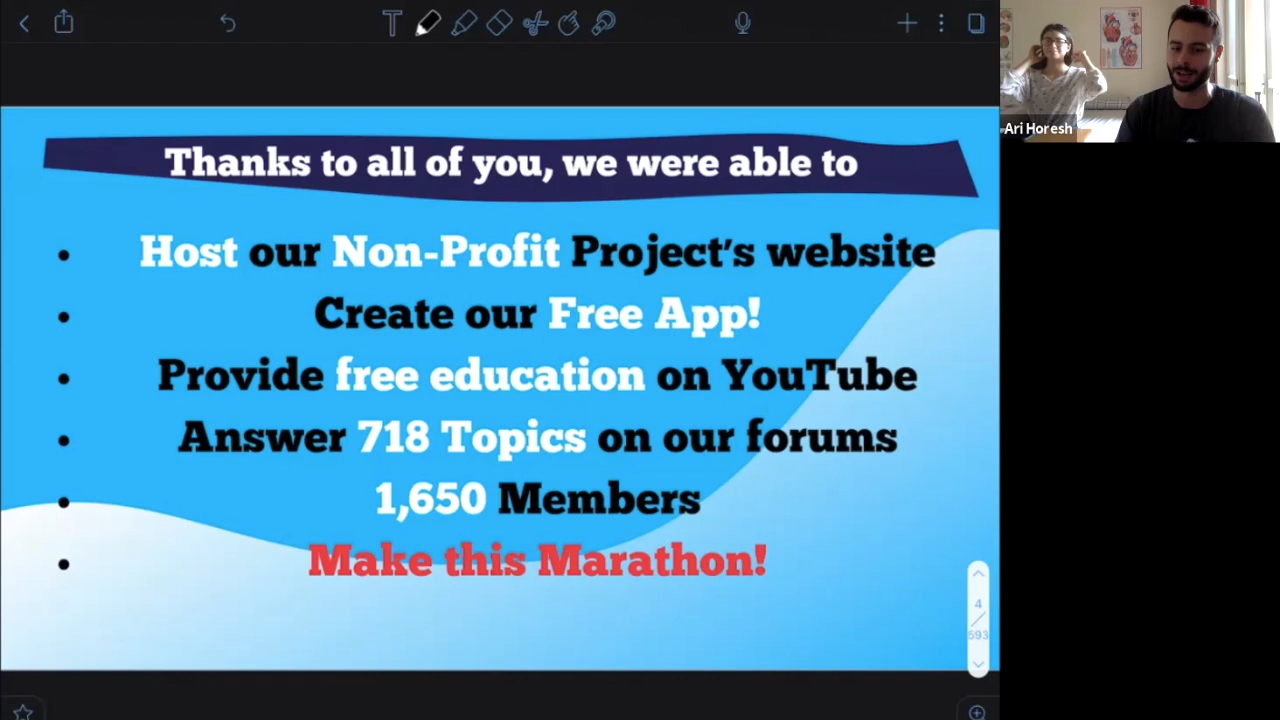 Ari Horesh
Thanks to all of you, we were able to
• Host our Non-Profit Project's website
• Create our Free App!
• Provide free education on YouTube
• Answer 718 Topics on our forums
• 1,650 Members
• Make this Marathon!
4
/
593